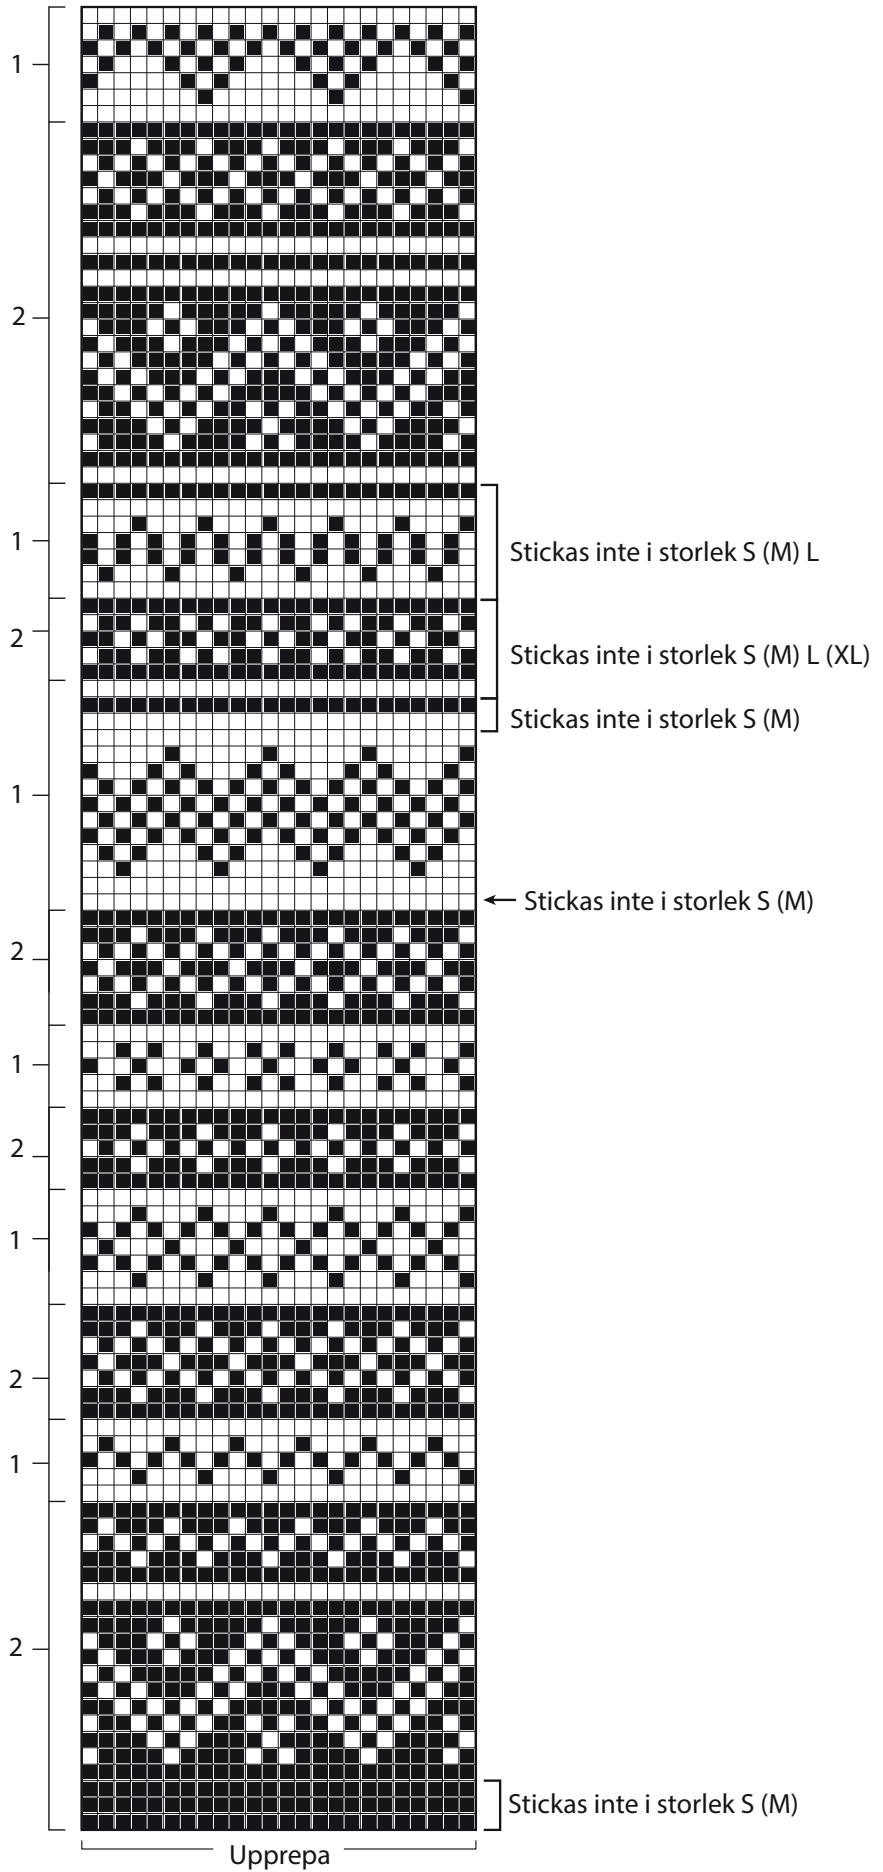 1
2
1
Stickas inte i storlek S (M) L
2
Stickas inte i storlek S (M) L (XL)
Stickas inte i storlek S (M)
1
Stickas inte i storlek S (M)
2
1
2
1
2
1
2
Stickas inte i storlek S (M)
Upprepa